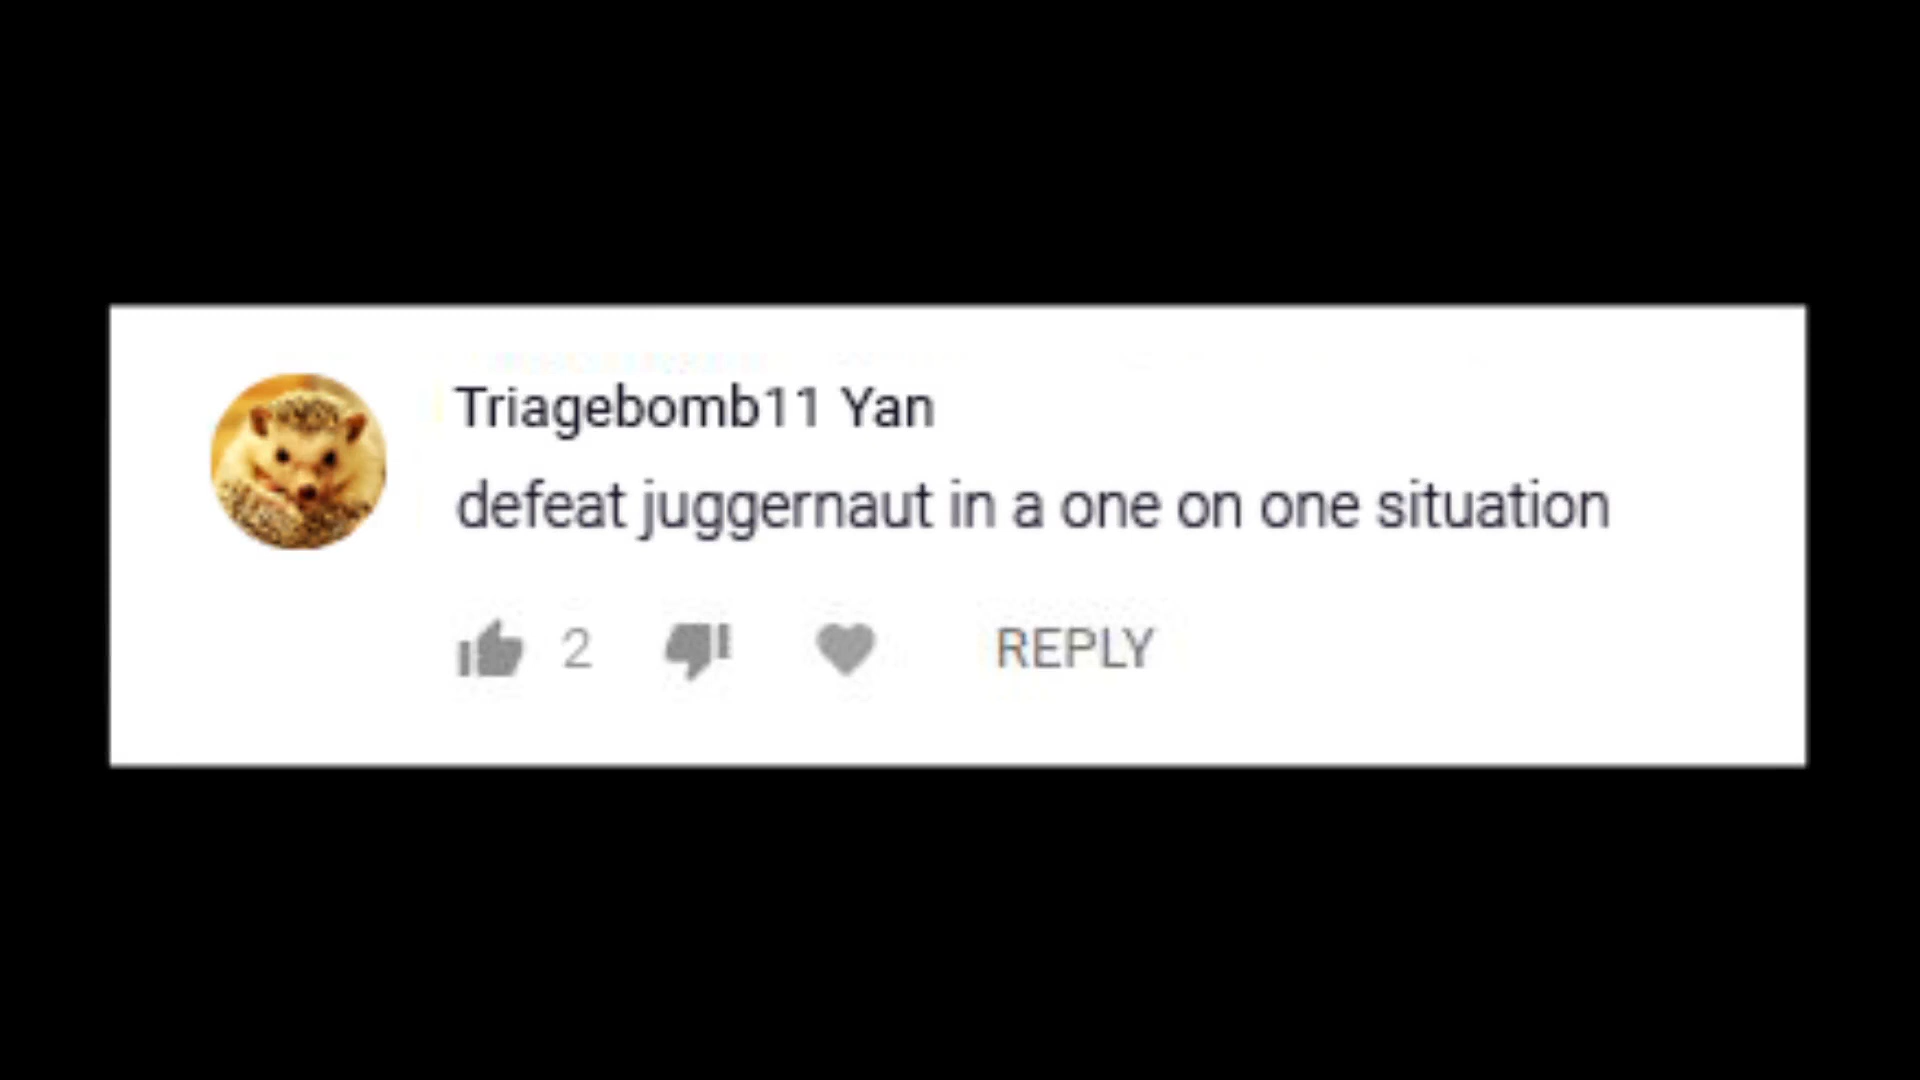 Triagebomb11 Yan
defeat juggernaut in a one on one situation
2 REPLY